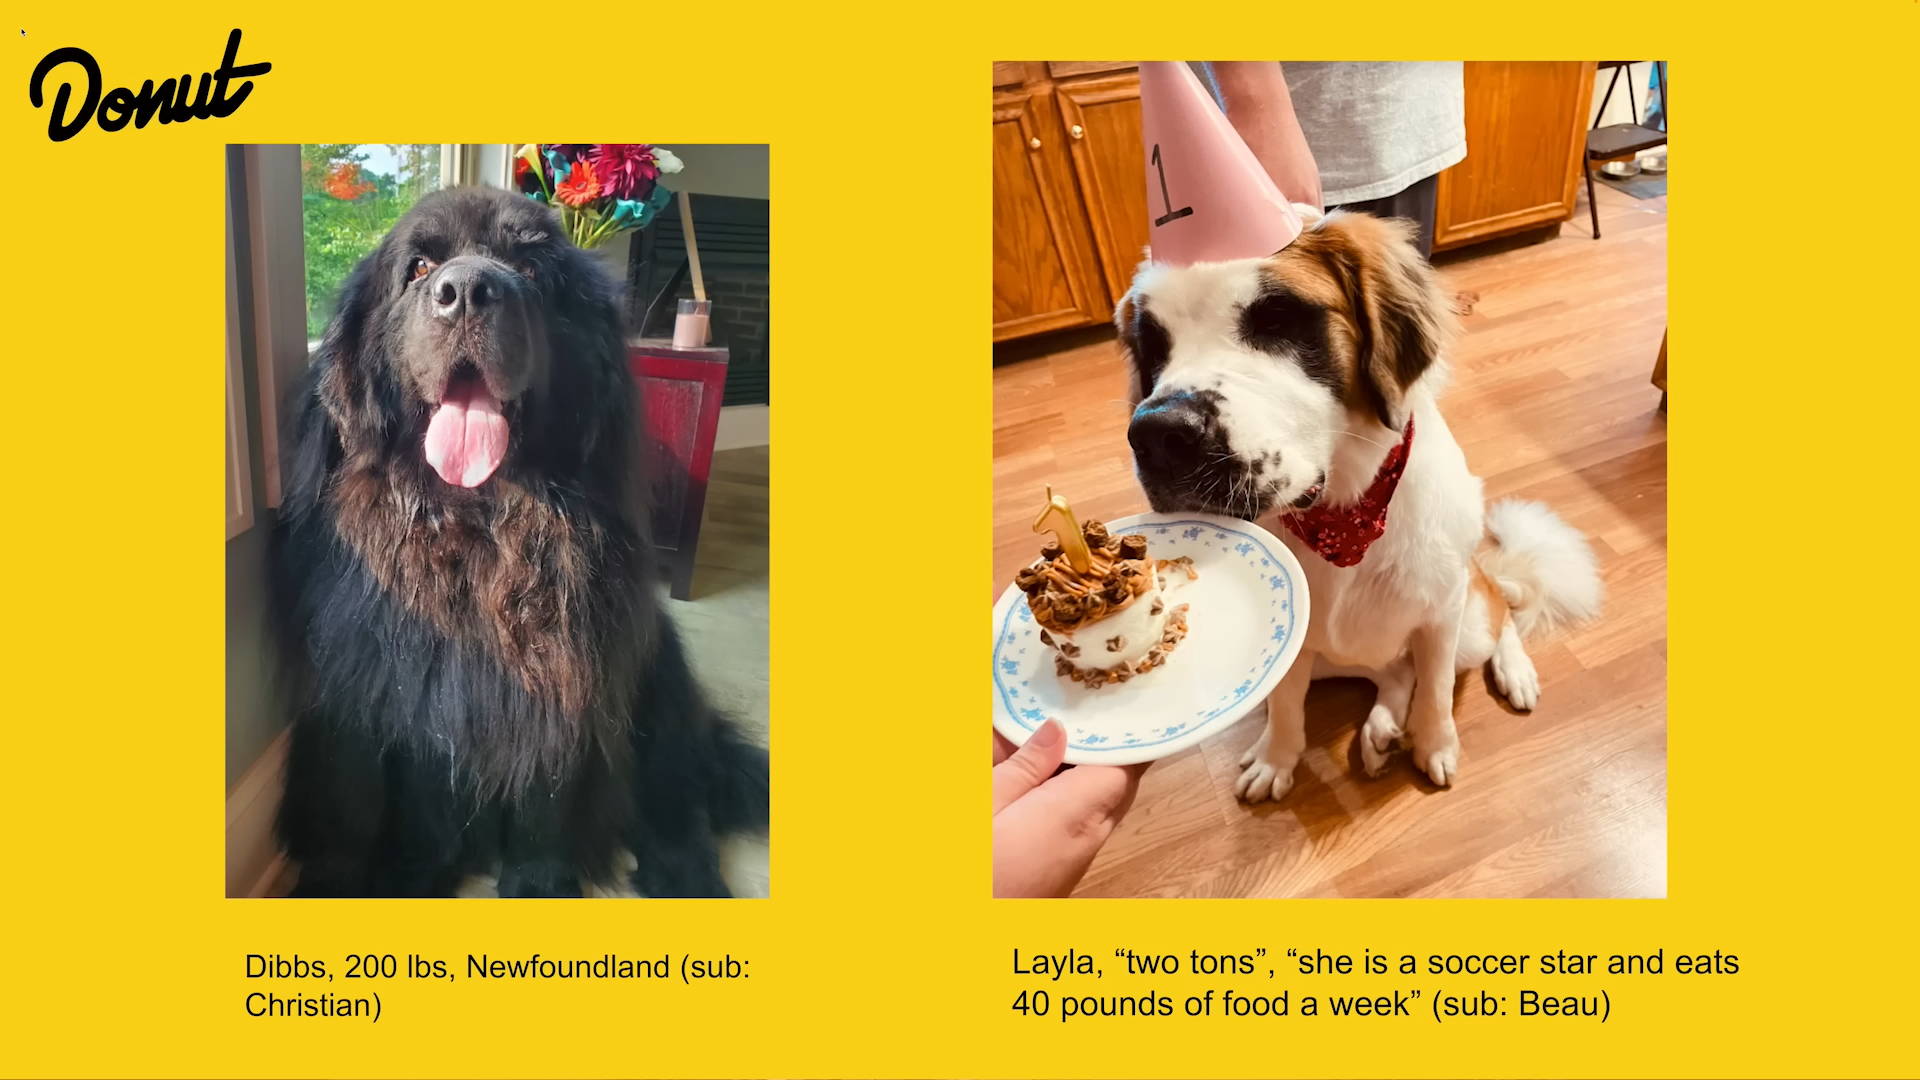 Donut
1
1
Dibbs, 200 lbs, Newfoundland (sub:
Christian)
Layla, “two tons”, “she is a soccer star and eats
40 pounds of food a week” (sub: Beau)